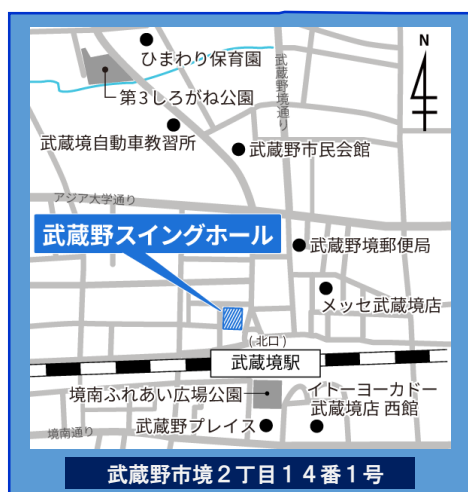 N
ひまわり保育園
武蔵野境通り
第3しろがね公園
武蔵境自動車教習所
武蔵野市民会館
アジア大学通り
武蔵野スイングホール
武蔵野境郵便局
メッセ武蔵境店
(北口)
武蔵境駅
境南ふれあい広場公園
イトーヨーカドー
武蔵境店 西館
武蔵野プレイス
境南通り
武蔵野市境2丁目14番1号